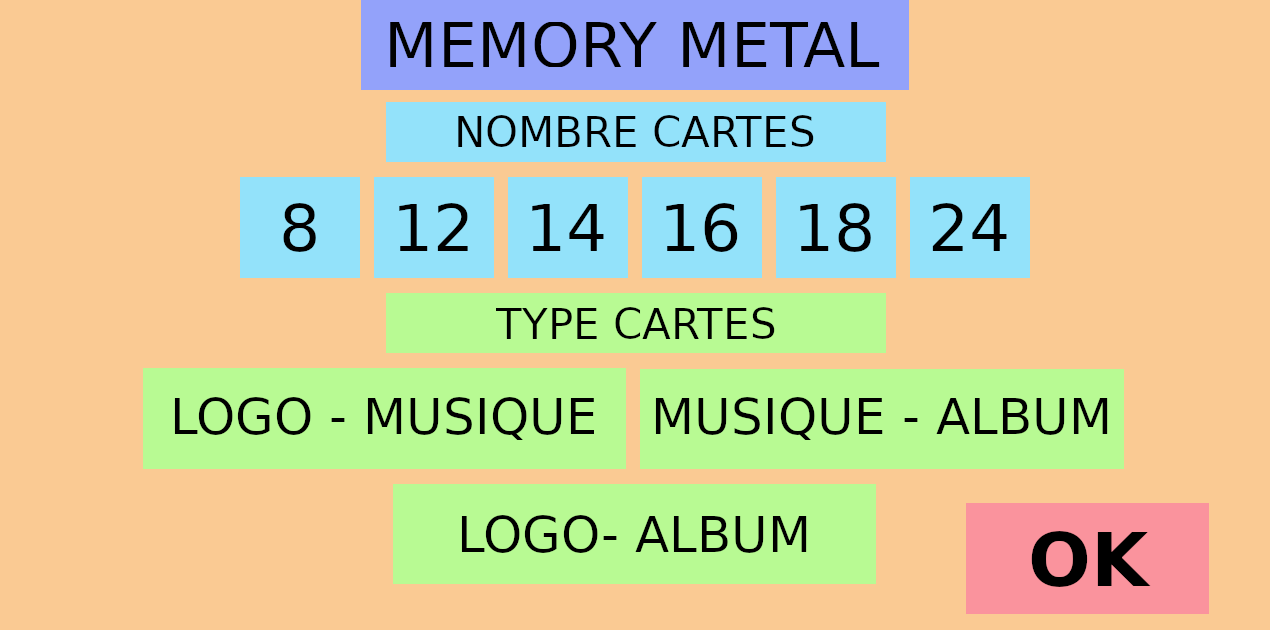 MEMORY METAL
NOMBRE CARTES
8 12 14 16 18 24
TYPE CARTES
LOGO - MUSIQUE MUSIQUE - ALBUM
LOGO- ALBUM
OK